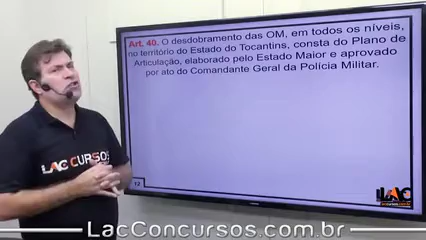 Art. 40. O desdobramento das OM, em todos os níveis,
no território do Estado do Tocantins, consta do Plano de
Articulação, elaborado pelo Estado Maior e aprovado
por ato do Comandante Geral da Polícia Militar.
LAC CURSOS
12
LAC
LacConcursos.com.br